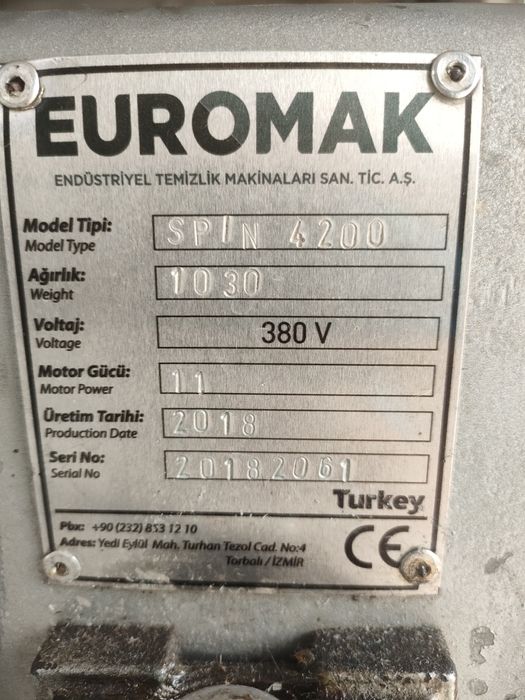 EUROMAK
ENDÜSTRİYEL TEMİZLİK MAKİNALARI SAN. TİC. A.Ş.
Model Tipi: SPIN 4200
Model Type
Ağırlık: 1030
Weight
Voltaj: 380 V
Voltage
Motor Gücü: 11
Motor Power
Üretim Tarihi: 2018
Production Date
Seri No: 20182061
Serial No
Turkey
Pbx: +90 (232) 853 12 10
Adres: Yedi Eylül Mah. Turhan Tezol Cad. No:4
Torbalı / İZMİR
CE